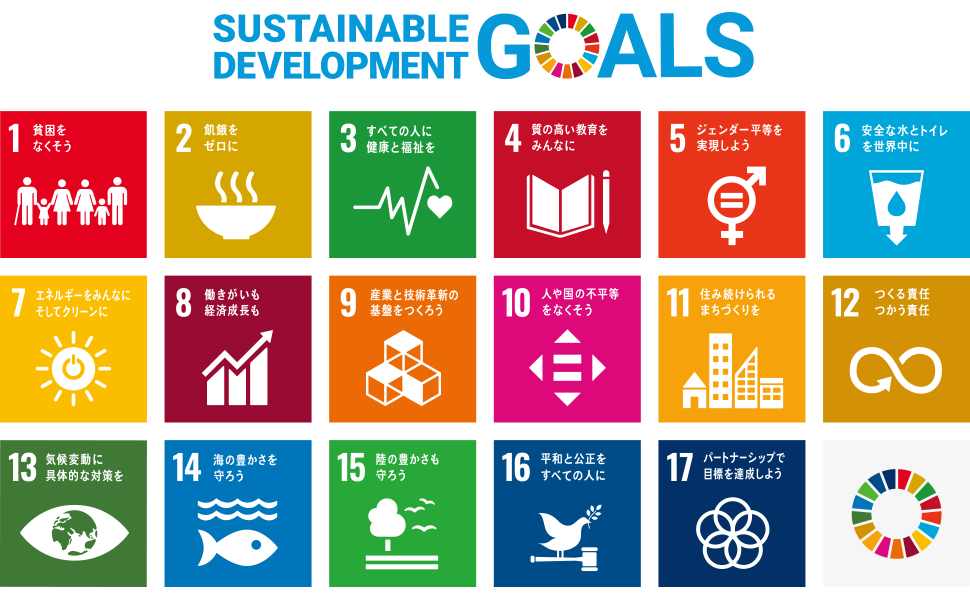 SUSTAINABLE
DEVELOPMENT
GOALS
1
貧困を
なくそう
2
飢餓を
ゼロに
3
すべての人に
健康と福祉を
4
質の高い教育を
みんなに
5
ジェンダー平等を
実現しよう
6
安全な水とトイレ
を世界中に
7
エネルギーをみんなに
そしてクリーンに
8
働きがいも
経済成長も
9
産業と技術革新の
基盤をつくろう
10
人や国の不平等
をなくそう
11
住み続けられる
まちづくりを
12
つくる責任
つかう責任
13
気候変動に
具体的な対策を
14
海の豊かさを
守ろう
15
陸の豊かさも
守ろう
16
平和と公正を
すべての人に
17
パートナーシップで
目標を達成しよう